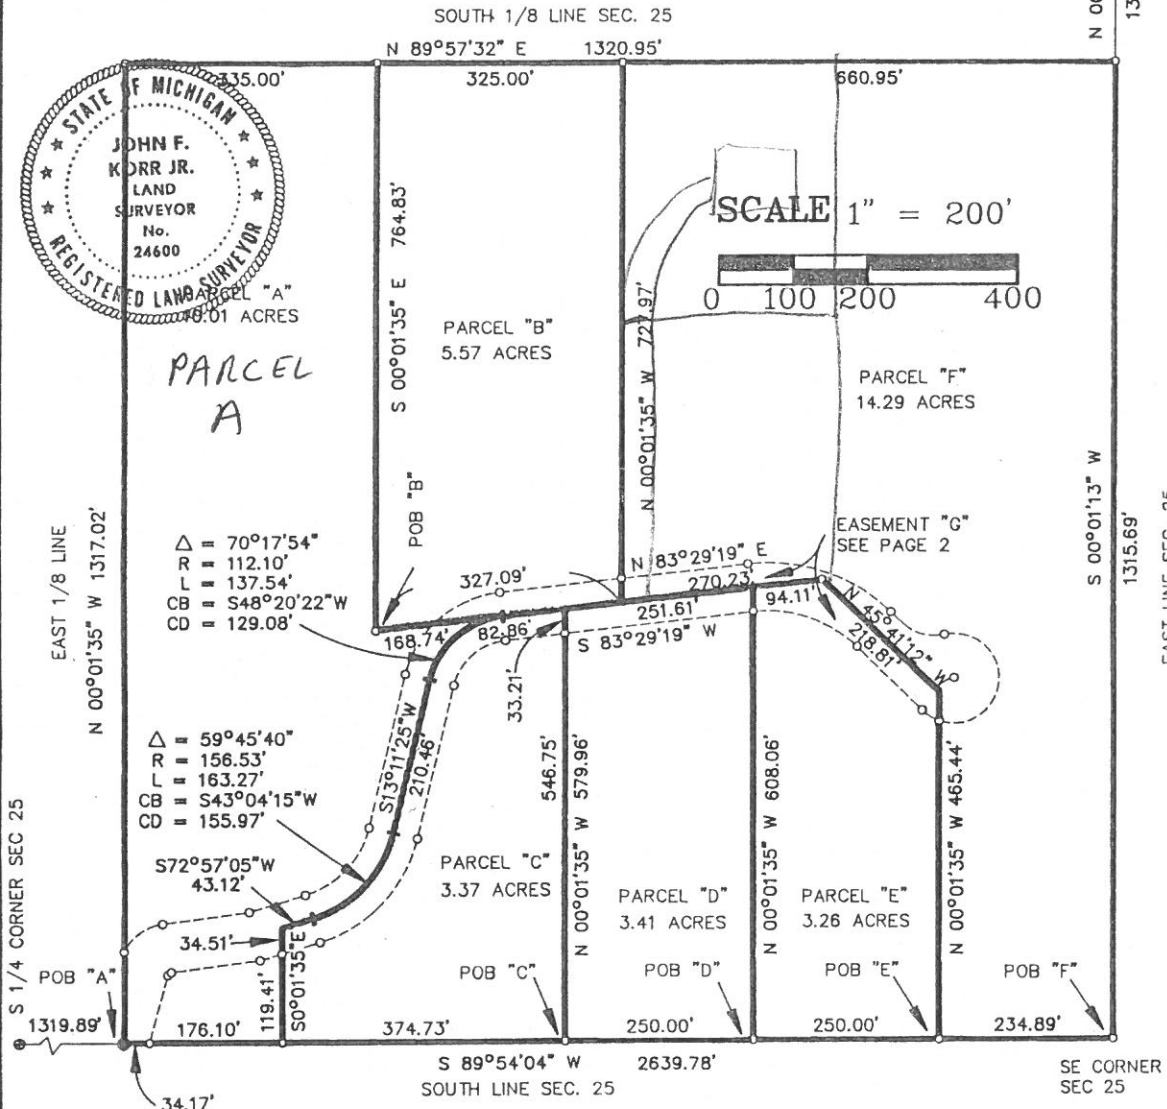 SOUTH 1/8 LINE SEC. 25
N 89°57'32" E 1320.95'
335.00'
325.00'
660.95'
STATE OF MICHIGAN
JOHN F.
KORR JR.
LAND
SURVEYOR
No.
24600
REGISTERED LAND SURVEYOR
PARCEL "A"
10.01 ACRES
PARCEL
A
S 00°01'35" E 764.83'
PARCEL "B"
5.57 ACRES
N 00°01'35" W 727.97'
SCALE 1" = 200'
0 100 200 400
PARCEL "F"
14.29 ACRES
S 00°01'13" W
1315.69'
EAST 1/8 LINE
N 00°01'35" W 1317.02'
POB "B"
Δ = 70°17'54"
R = 112.10'
L = 137.54'
CB = S48°20'22"W
CD = 129.08'
EASEMENT "G"
SEE PAGE 2
N 83°29'19" E
327.09'
270.23'
168.74'
82.86'
251.61'
94.11'
S 83°29'19" W
N 45°41'12" W
218.81'
33.21'
S13°11'25"W
210.46'
Δ = 59°45'40"
R = 156.53'
L = 163.27'
CB = S43°04'15"W
CD = 155.97'
S72°57'05"W
43.12'
34.51'
119.41'
S0°01'35"E
546.75'
N 00°01'35" W 579.96'
N 00°01'35" W 608.06'
N 00°01'35" W 465.44'
PARCEL "C"
3.37 ACRES
PARCEL "D"
3.41 ACRES
PARCEL "E"
3.26 ACRES
S 1/4 CORNER SEC 25
POB "A"
POB "C"
POB "D"
POB "E"
POB "F"
1319.89'
176.10'
374.73'
250.00'
250.00'
234.89'
S 89°54'04" W 2639.78'
SOUTH LINE SEC. 25
SE CORNER
SEC 25
34.17'